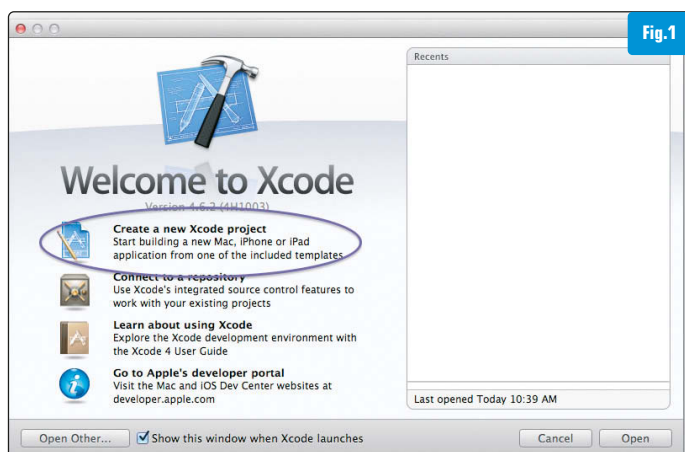 Fig.1
Recents
Welcome to Xcode
Version 4.6.2 (4H1003)
Create a new Xcode project
Start building a new Mac, iPhone or iPad
application from one of the included templates
Connect to a repository
Use Xcode's integrated source control features to
work with your existing projects
Learn about using Xcode
Explore the Xcode development environment with
the Xcode 4 User Guide
Go to Apple's developer portal
Visit the Mac and iOS Dev Center websites at
developer.apple.com
Last opened Today 10:39 AM
Open Other...
Show this window when Xcode launches
Cancel
Open